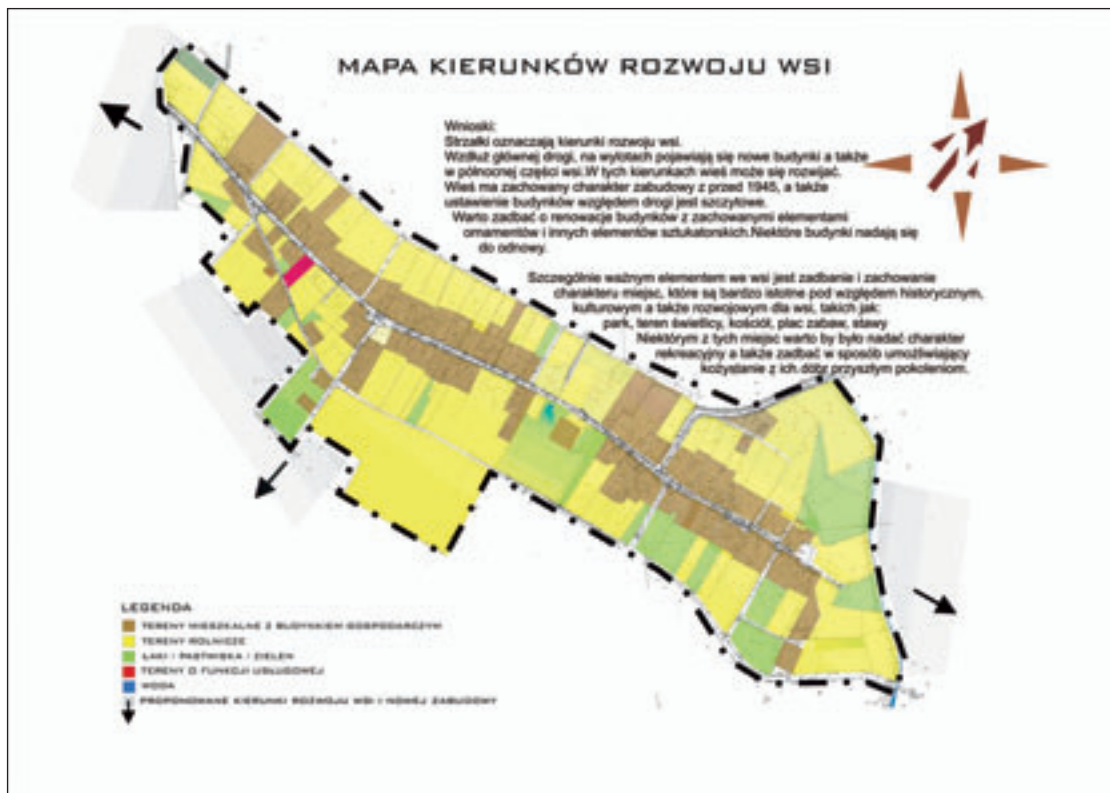 MAPA KIERUNKÓW ROZWOJU WSI
Wnioski:
Strzałki oznaczają kierunki rozwoju wsi.
Wzdłuż głównej drogi, na wylotach pojawiają się nowe budynki a także
w północnej części wsi.W tych kierunkach wieś może się rozwijać.
Wieś ma zachowany charakter zabudowy z przed 1945, a także
ustawienie budynków względem drogi jest szczytowe.
Warto zadbać o renowacje budynków z zachowanymi elementami
ornamentów i innych elementów sztukatorskich.Niektóre budynki nadają się
do odnowy.
Szczególnie ważnym elementem we wsi jest zadbanie i zachowanie
charakteru miejsc, które są bardzo istotne pod względem historycznym,
kulturowym a także rozwojowym dla wsi, takich jak:
park, teren świetlicy, kościół, plac zabaw, stawy
Niektórym z tych miejsc warto by było nadać charakter
rekreacyjny a także zadbać w sposób umożliwiający
kożystanie z ich dóbr przyszłym pokoleniom.
LEGENDA
TERENY MIESZKALNE Z BUDYNKIEM GOSPODARCZYM
TERENY ROLNICZE
ŁĄKI / PASTWISKA / ZIELEŃ
TERENY O FUNKCJI USŁUGOWEJ
WODA
PROPONOWANE KIERUNKI ROZWOJU WSI I NOWEJ ZABUDOWY